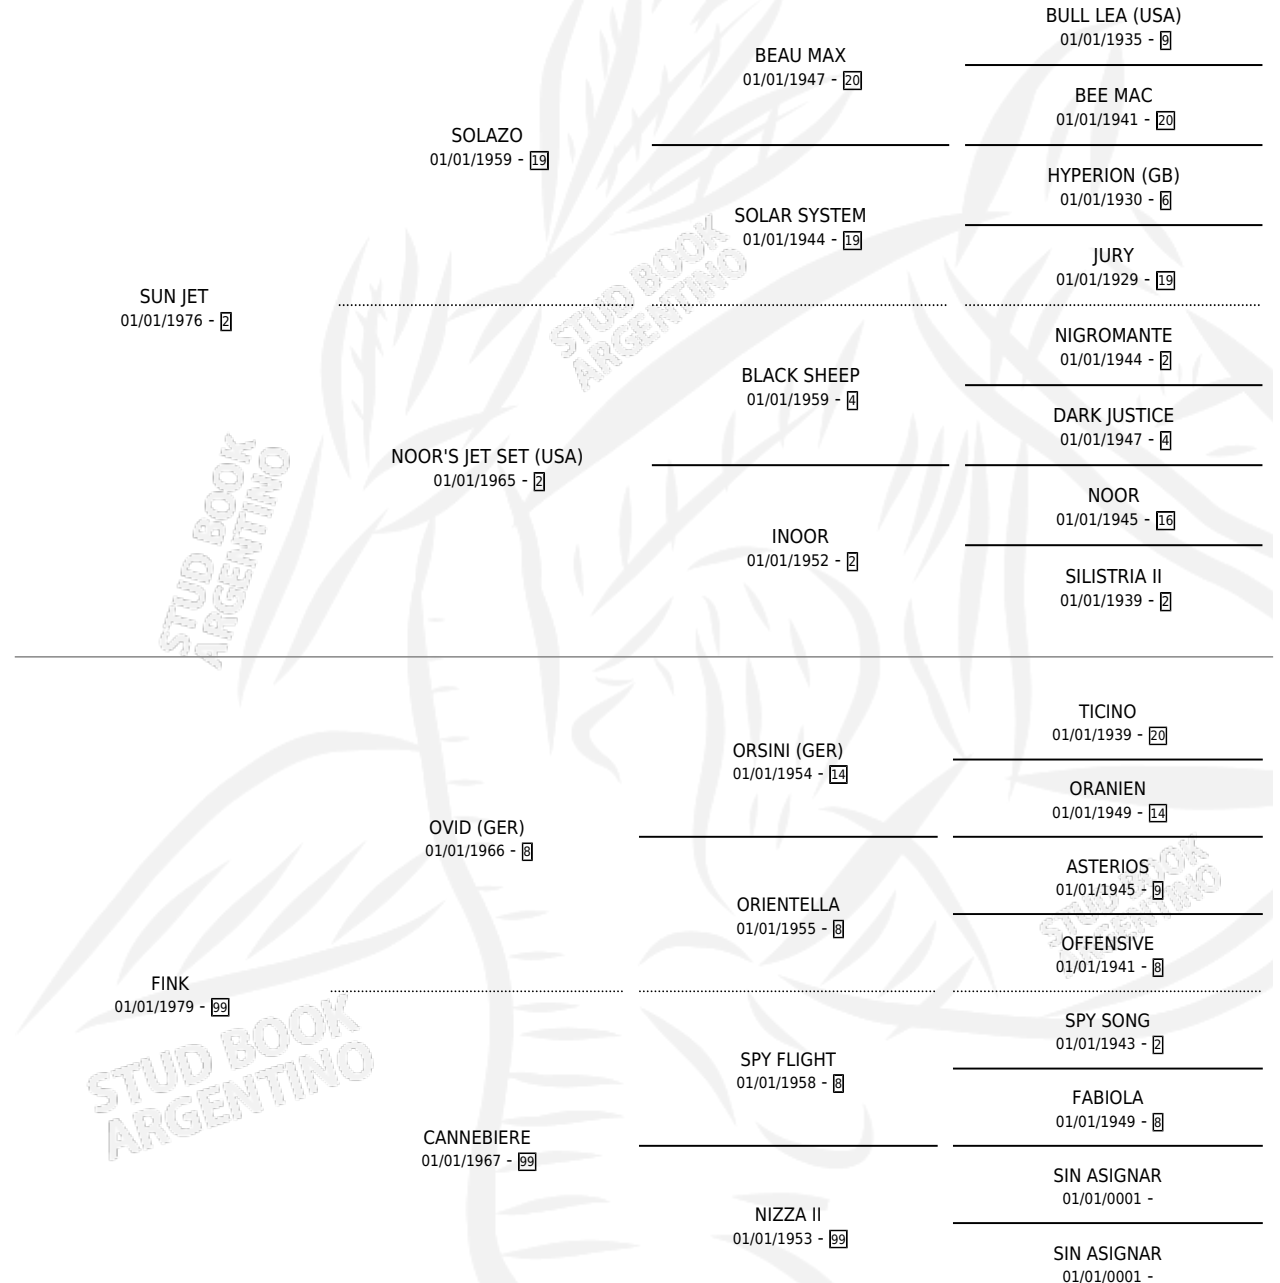 BULL LEA (USA)
01/01/1935 - 9
BEAU MAX
01/01/1947 - 20
BEE MAC
01/01/1941 - 20
SOLAZO
01/01/1959 - 19
HYPERION (GB)
01/01/1930 - 6
SOLAR SYSTEM
01/01/1944 - 19
JURY
01/01/1929 - 19
SUN JET
01/01/1976 - 2
NIGROMANTE
01/01/1944 - 2
BLACK SHEEP
01/01/1959 - 4
DARK JUSTICE
01/01/1947 - 4
NOOR'S JET SET (USA)
01/01/1965 - 2
NOOR
01/01/1945 - 16
INOOR
01/01/1952 - 2
SILISTRIA II
01/01/1939 - 2
TICINO
01/01/1939 - 20
ORSINI (GER)
01/01/1954 - 14
ORANIEN
01/01/1949 - 14
OVID (GER)
01/01/1966 - 8
ASTERIOS
01/01/1945 - 9
ORIENTELLA
01/01/1955 - 8
OFFENSIVE
01/01/1941 - 8
FINK
01/01/1979 - 99
SPY SONG
01/01/1943 - 2
SPY FLIGHT
01/01/1958 - 8
FABIOLA
01/01/1949 - 8
CANNEBIERE
01/01/1967 - 99
SIN ASIGNAR
01/01/0001 -
NIZZA II
01/01/1953 - 99
SIN ASIGNAR
01/01/0001 -
STUD BOOK
ARGENTINO
STUD BOOK
ARGENTINO
STUD BOOK
ARGENTINO
STUD BOOK
ARGENTINO